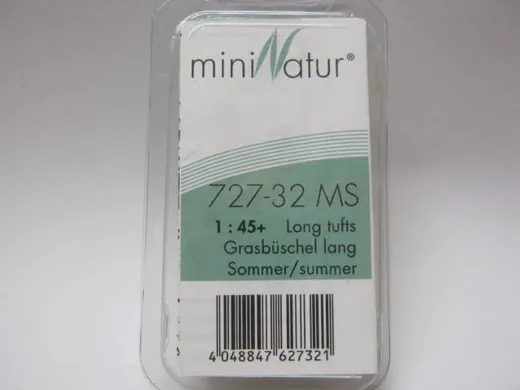 miniNatur®
727-32 MS
1 : 45+ Long tufts
Grasbüschel lang
Sommer/summer
4 048847 627321